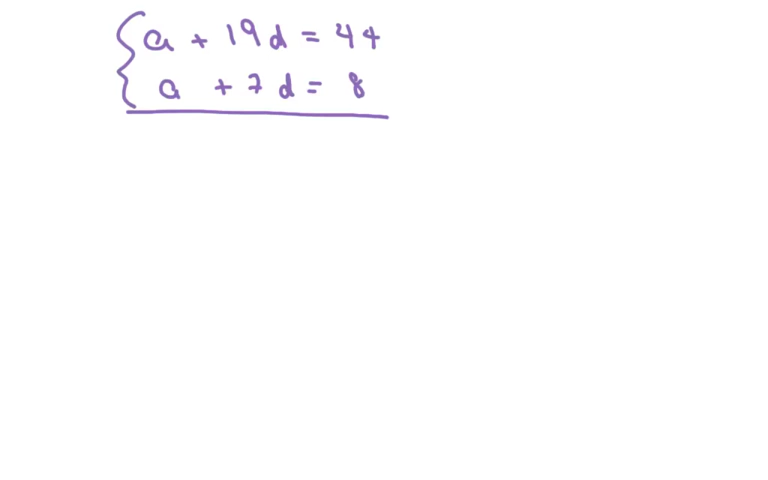 a + 19d = 44
a + 7d = 8